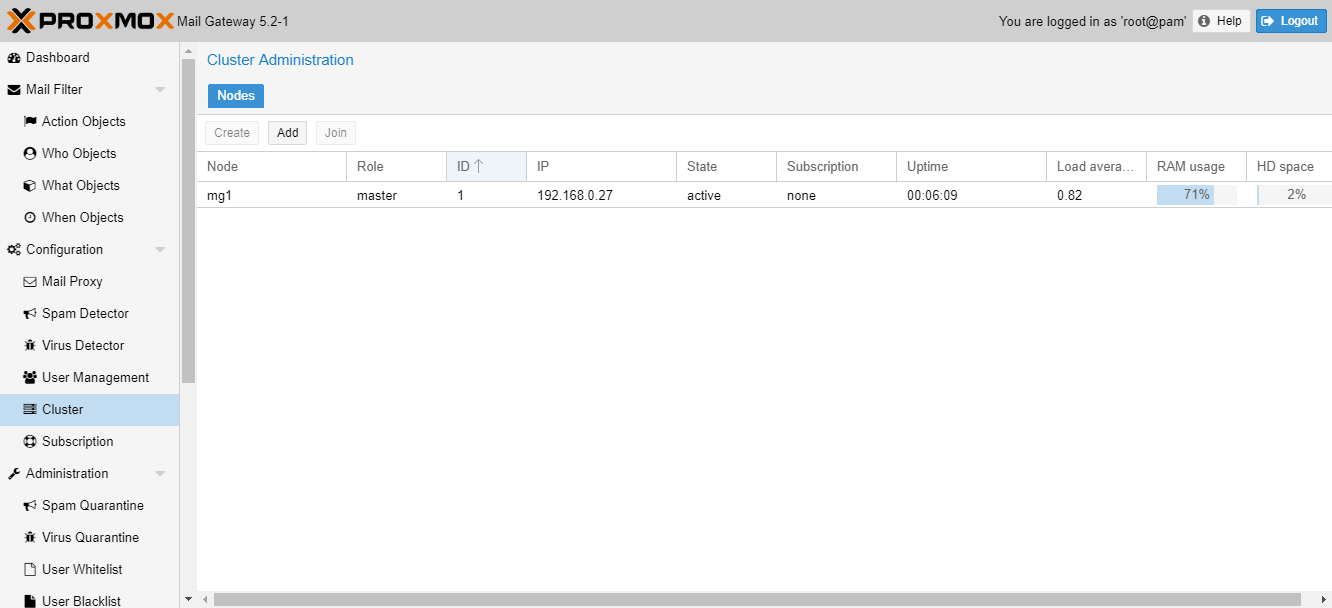 PROXMOX Mail Gateway 5.2-1 You are logged in as 'root@pam' Help Logout
Dashboard
Mail Filter
Action Objects
Who Objects
What Objects
When Objects
Configuration
Mail Proxy
Spam Detector
Virus Detector
User Management
Cluster
Subscription
Administration
Spam Quarantine
Virus Quarantine
User Whitelist
User Blacklist
Cluster Administration
Nodes
Create Add Join
Node Role ID IP State Subscription Uptime Load avera... RAM usage HD space
mg1 master 1 192.168.0.27 active none 00:06:09 0.82 71% 2%